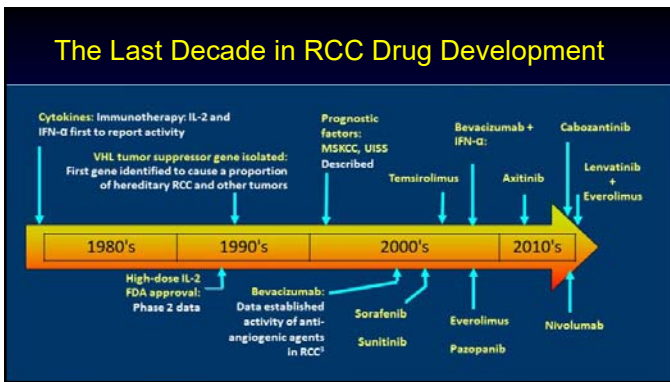 The Last Decade in RCC Drug Development
Cytokines: Immunotherapy: IL-2 and
IFN-α first to report activity
VHL tumor suppressor gene isolated:
First gene identified to cause a proportion
of hereditary RCC and other tumors
Prognostic
factors:
MSKCC, UISS
Described
Temsirolimus
Bevacizumab +
IFN-α:
Axitinib
Cabozantinib
Lenvatinib
+
Everolimus
1980's
1990's
2000's
2010's
High-dose IL-2
FDA approval:
Phase 2 data
Bevacizumab:
Data established
activity of anti-
angiogenic agents
in RCC³
Sorafenib
Sunitinib
Everolimus
Pazopanib
Nivolumab